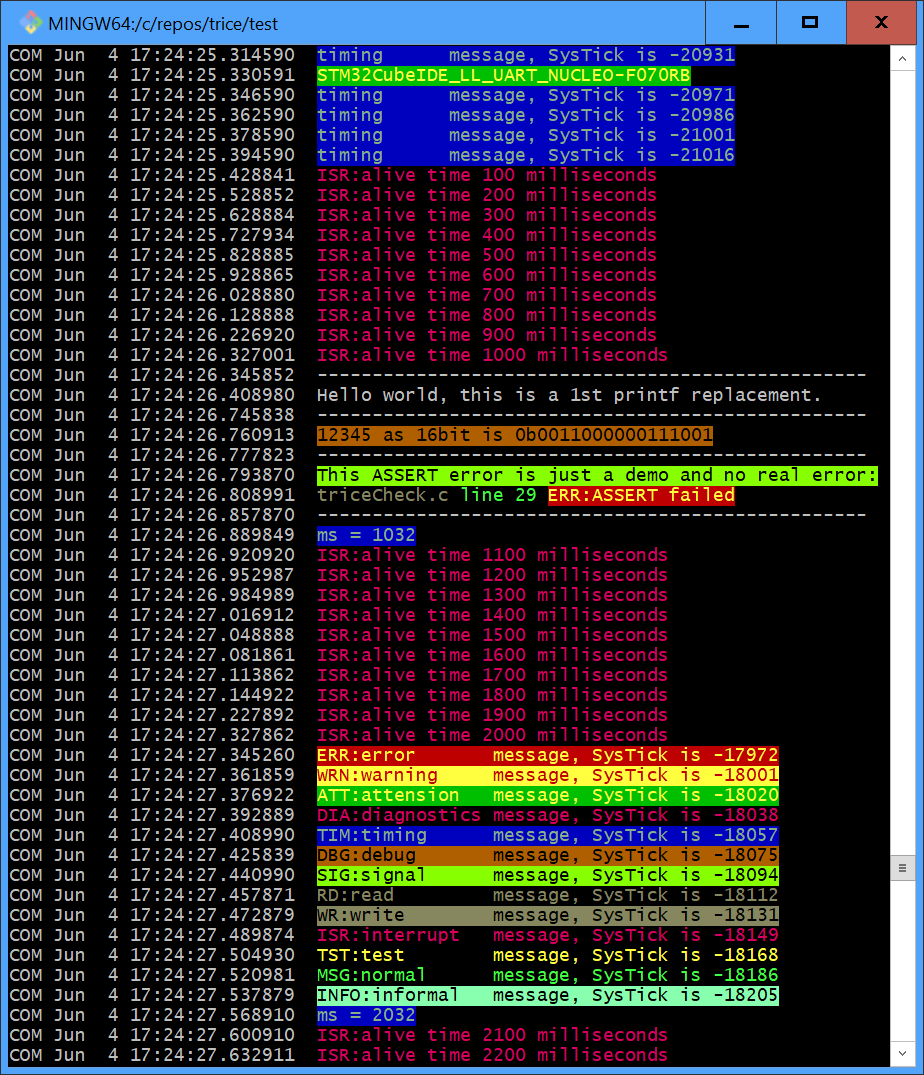 MINGW64:/c/repos/trice/test
COM Jun  4 17:24:25.314590  timing      message, SysTick is -20931
COM Jun  4 17:24:25.330591  STM32CubeIDE_LL_UART_NUCLEO-F070RB
COM Jun  4 17:24:25.346590  timing      message, SysTick is -20971
COM Jun  4 17:24:25.362590  timing      message, SysTick is -20986
COM Jun  4 17:24:25.378590  timing      message, SysTick is -21001
COM Jun  4 17:24:25.394590  timing      message, SysTick is -21016
COM Jun  4 17:24:25.428841  ISR:alive time 100 milliseconds
COM Jun  4 17:24:25.528852  ISR:alive time 200 milliseconds
COM Jun  4 17:24:25.628884  ISR:alive time 300 milliseconds
COM Jun  4 17:24:25.727934  ISR:alive time 400 milliseconds
COM Jun  4 17:24:25.828885  ISR:alive time 500 milliseconds
COM Jun  4 17:24:25.928865  ISR:alive time 600 milliseconds
COM Jun  4 17:24:26.028880  ISR:alive time 700 milliseconds
COM Jun  4 17:24:26.128888  ISR:alive time 800 milliseconds
COM Jun  4 17:24:26.226920  ISR:alive time 900 milliseconds
COM Jun  4 17:24:26.327001  ISR:alive time 1000 milliseconds
COM Jun  4 17:24:26.345852  --------------------------------------------------
COM Jun  4 17:24:26.408980  Hello world, this is a 1st printf replacement.
COM Jun  4 17:24:26.745838  --------------------------------------------------
COM Jun  4 17:24:26.760913  12345 as 16bit is 0b0011000000111001
COM Jun  4 17:24:26.777823  --------------------------------------------------
COM Jun  4 17:24:26.793870  This ASSERT error is just a demo and no real error:
COM Jun  4 17:24:26.808991  triceCheck.c line 29 ERR:ASSERT failed
COM Jun  4 17:24:26.857870  --------------------------------------------------
COM Jun  4 17:24:26.889849  ms = 1032
COM Jun  4 17:24:26.920920  ISR:alive time 1100 milliseconds
COM Jun  4 17:24:26.952987  ISR:alive time 1200 milliseconds
COM Jun  4 17:24:26.984989  ISR:alive time 1300 milliseconds
COM Jun  4 17:24:27.016912  ISR:alive time 1400 milliseconds
COM Jun  4 17:24:27.048888  ISR:alive time 1500 milliseconds
COM Jun  4 17:24:27.081861  ISR:alive time 1600 milliseconds
COM Jun  4 17:24:27.113862  ISR:alive time 1700 milliseconds
COM Jun  4 17:24:27.144922  ISR:alive time 1800 milliseconds
COM Jun  4 17:24:27.227892  ISR:alive time 1900 milliseconds
COM Jun  4 17:24:27.327862  ISR:alive time 2000 milliseconds
COM Jun  4 17:24:27.345260  ERR:error       message, SysTick is -17972
COM Jun  4 17:24:27.361859  WRN:warning     message, SysTick is -18001
COM Jun  4 17:24:27.376922  ATT:attension   message, SysTick is -18020
COM Jun  4 17:24:27.392889  DIA:diagnostics message, SysTick is -18038
COM Jun  4 17:24:27.408990  TIM:timing      message, SysTick is -18057
COM Jun  4 17:24:27.425839  DBG:debug       message, SysTick is -18075
COM Jun  4 17:24:27.440990  SIG:signal      message, SysTick is -18094
COM Jun  4 17:24:27.457871  RD:read         message, SysTick is -18112
COM Jun  4 17:24:27.472879  WR:write        message, SysTick is -18131
COM Jun  4 17:24:27.489874  ISR:interrupt   message, SysTick is -18149
COM Jun  4 17:24:27.504930  TST:test        message, SysTick is -18168
COM Jun  4 17:24:27.520981  MSG:normal      message, SysTick is -18186
COM Jun  4 17:24:27.537879  INFO:informal   message, SysTick is -18205
COM Jun  4 17:24:27.568910  ms = 2032
COM Jun  4 17:24:27.600910  ISR:alive time 2100 milliseconds
COM Jun  4 17:24:27.632911  ISR:alive time 2200 milliseconds